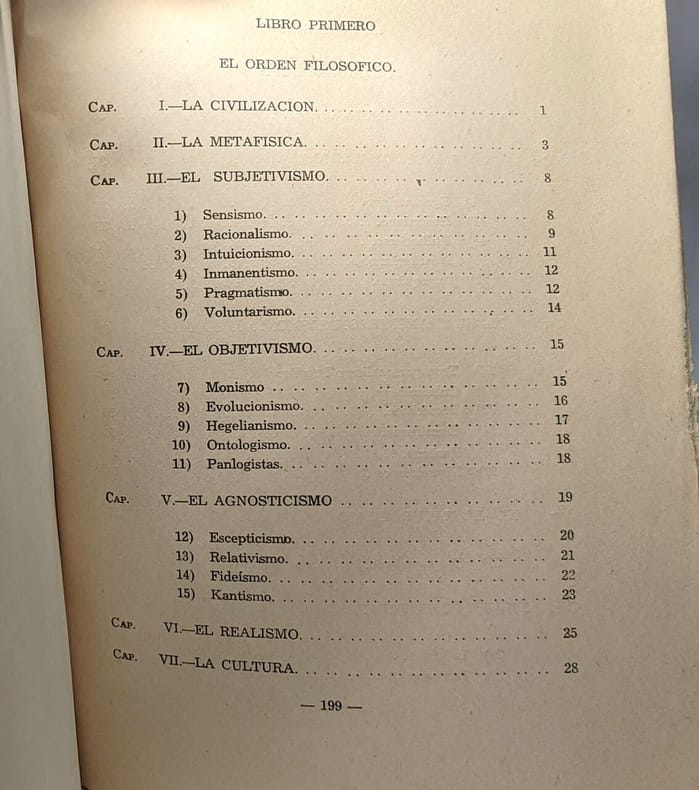 LIBRO PRIMERO
EL ORDEN FILOSOFICO.
CAP. I.—LA CIVILIZACION. . . . . . . . . . . . . . . . . . . . 1
CAP. II.—LA METAFISICA. . . . . . . . . . . . . . . . . . . . 3
CAP. III.—EL SUBJETIVISMO. . . . . . . . . . . . . . . . . . . . 8
1) Sensismo. . . . . . . . . . . . . . . . . . . . 8
2) Racionalismo. . . . . . . . . . . . . . . . . . . . 9
3) Intuicionismo. . . . . . . . . . . . . . . . . . . . 11
4) Inmanentismo. . . . . . . . . . . . . . . . . . . . 12
5) Pragmatismo. . . . . . . . . . . . . . . . . . . . 12
6) Voluntarismo. . . . . . . . . . . . . . . . . . . . 14
CAP. IV.—EL OBJETIVISMO. . . . . . . . . . . . . . . . . . . . 15
7) Monismo . . . . . . . . . . . . . . . . . . . . 15
8) Evolucionismo. . . . . . . . . . . . . . . . . . . . 16
9) Hegelianismo. . . . . . . . . . . . . . . . . . . . 17
10) Ontologismo. . . . . . . . . . . . . . . . . . . . 18
11) Panlogistas. . . . . . . . . . . . . . . . . . . . 18
CAP. V.—EL AGNOSTICISMO . . . . . . . . . . . . . . . . . . . . 19
12) Escepticismo. . . . . . . . . . . . . . . . . . . . 20
13) Relativismo. . . . . . . . . . . . . . . . . . . . 21
14) Fideísmo. . . . . . . . . . . . . . . . . . . . 22
15) Kantismo. . . . . . . . . . . . . . . . . . . . 23
CAP. VI.—EL REALISMO. . . . . . . . . . . . . . . . . . . . 25
CAP. VII.—LA CULTURA. . . . . . . . . . . . . . . . . . . . 28
— 199 —